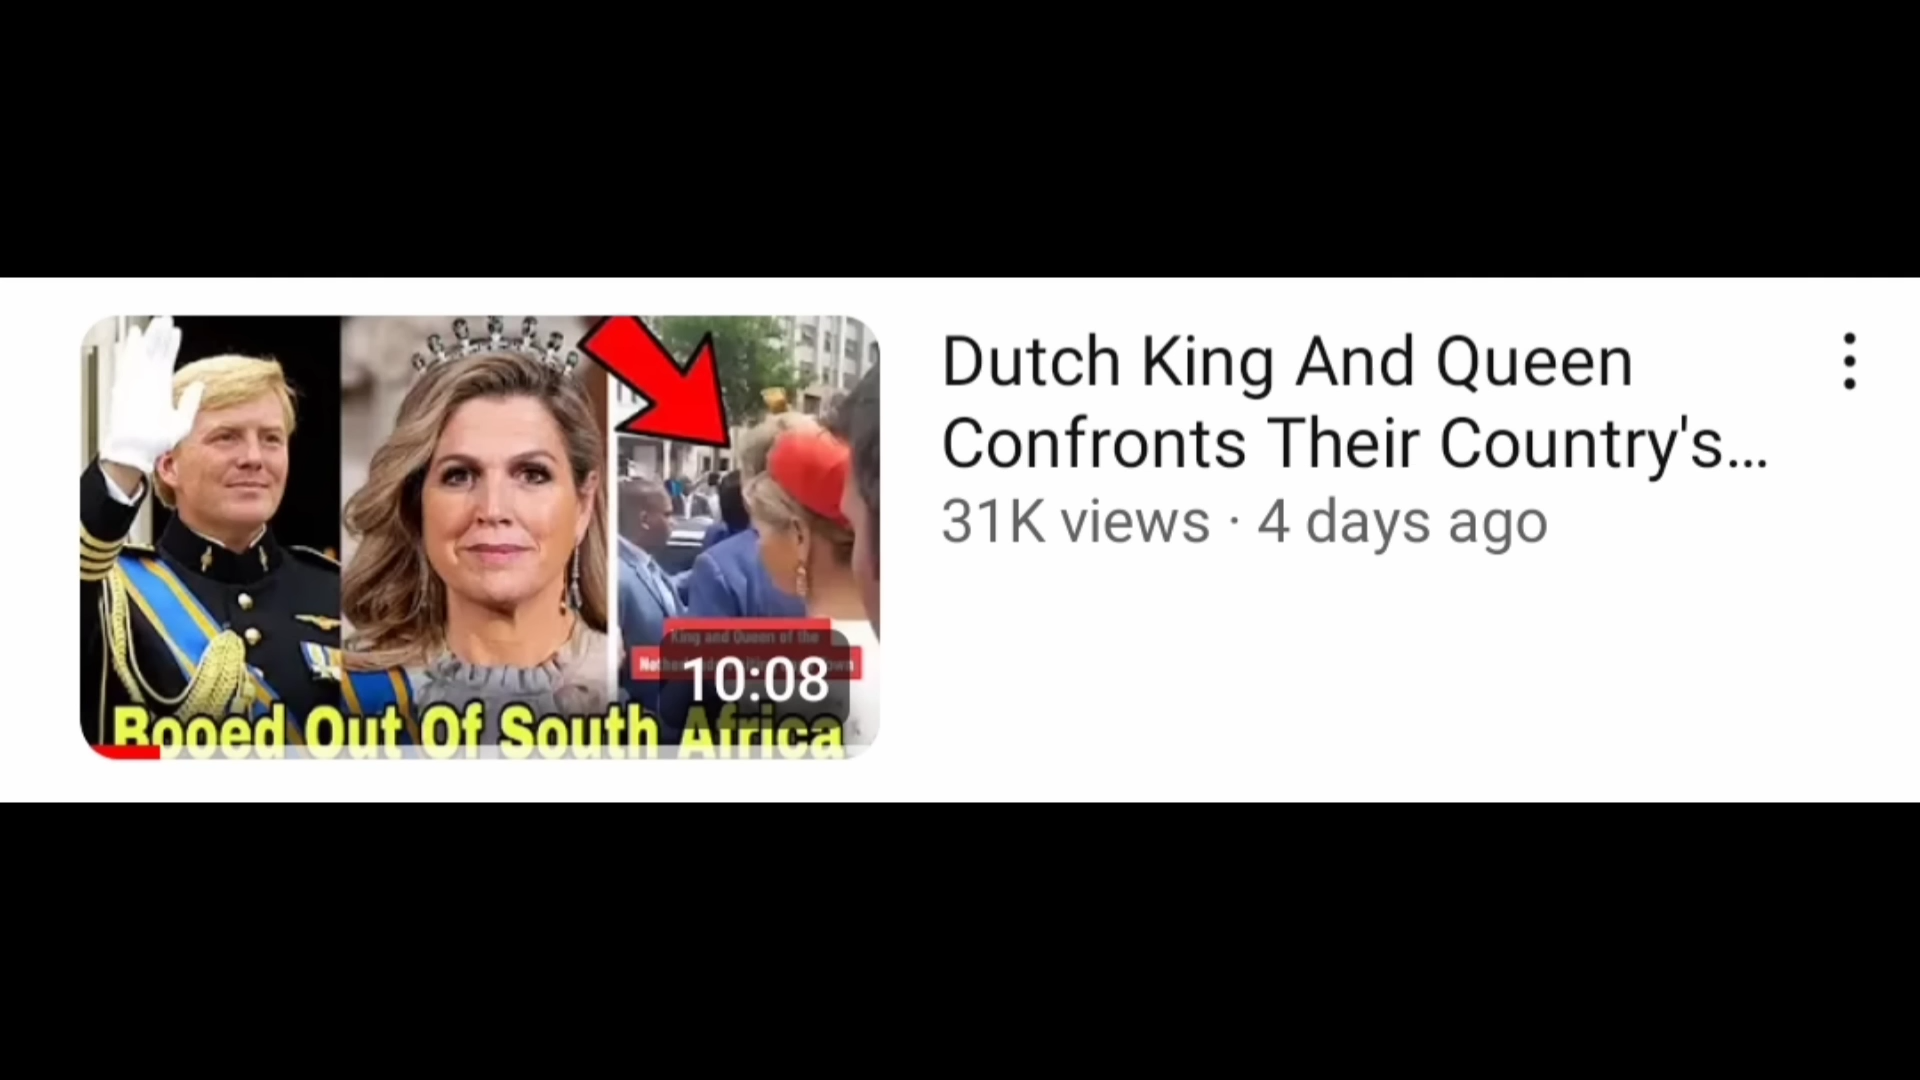 King and Queen of the
10:08
Booed Out Of South Africa
Dutch King And Queen
Confronts Their Country's...
31K views · 4 days ago